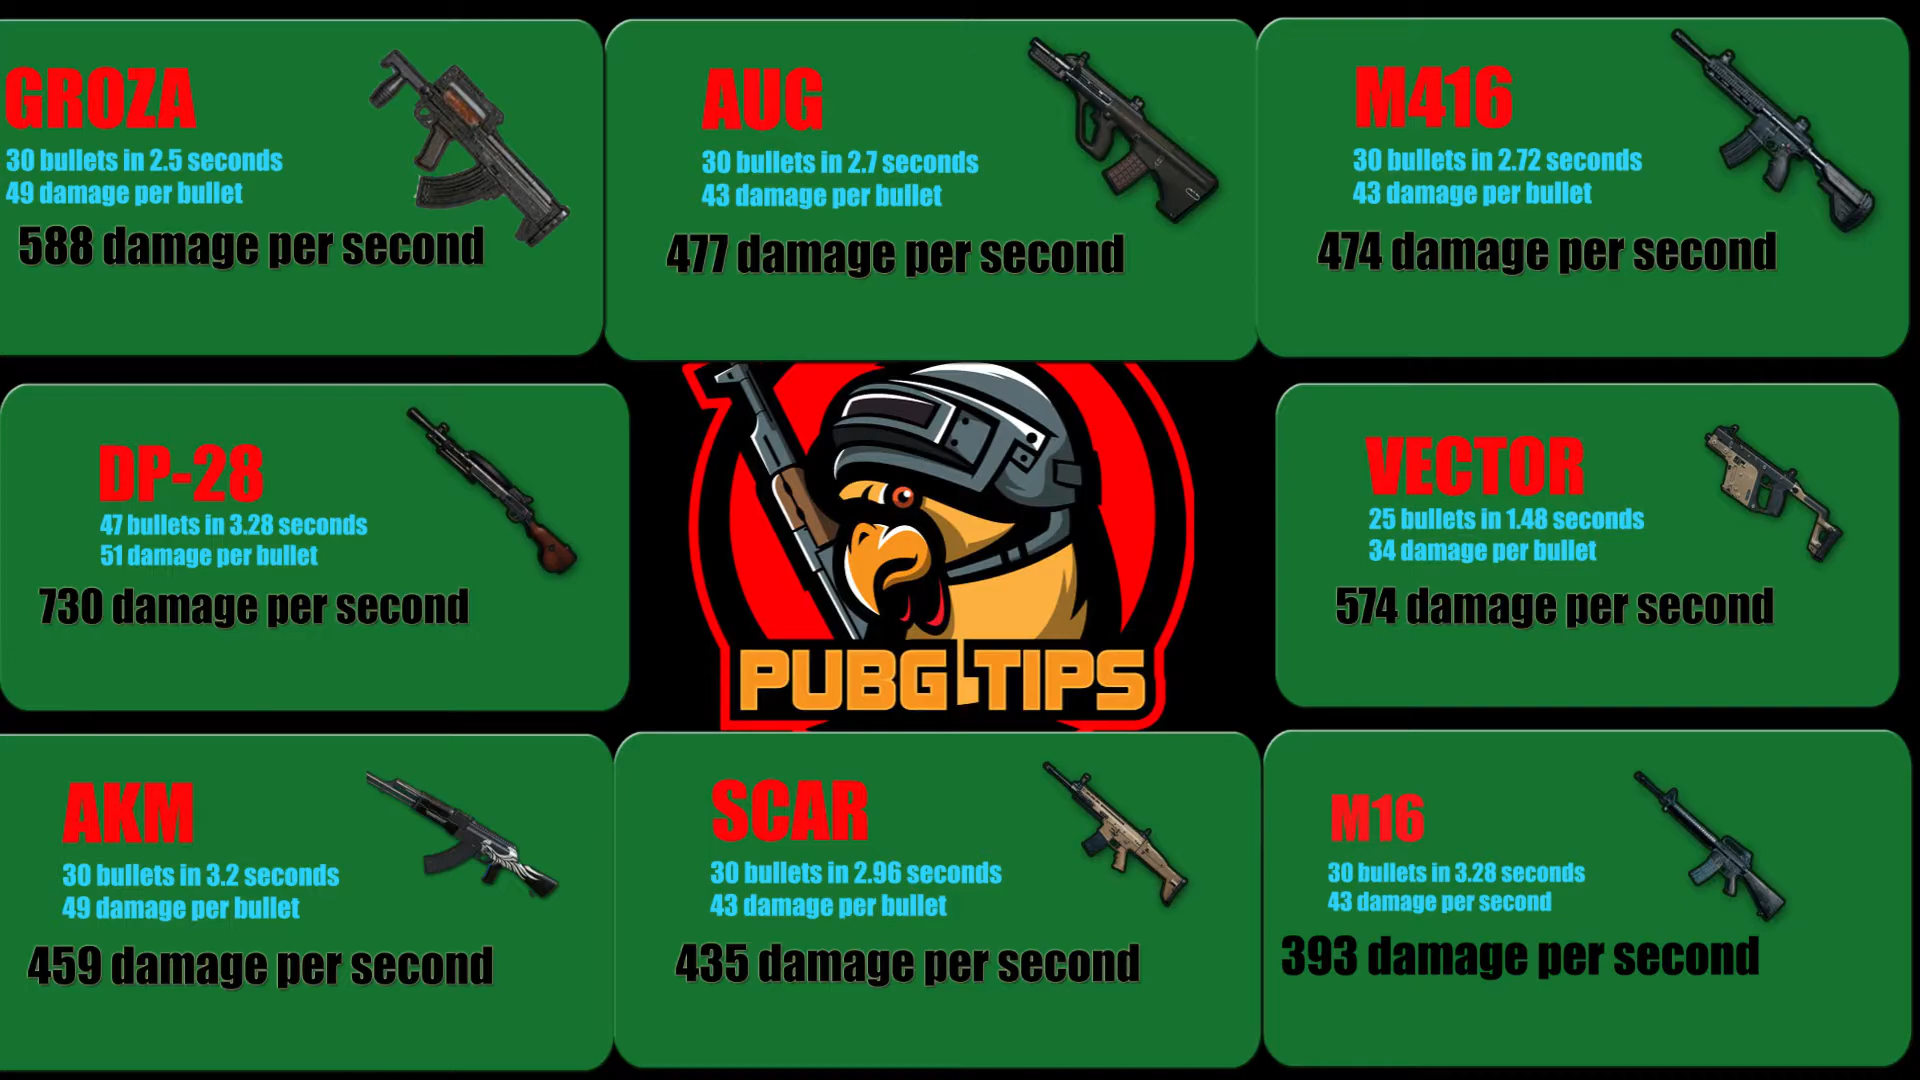 GROZA
30 bullets in 2.5 seconds
49 damage per bullet
588 damage per second
AUG
30 bullets in 2.7 seconds
43 damage per bullet
477 damage per second
M416
30 bullets in 2.72 seconds
43 damage per bullet
474 damage per second
DP-28
47 bullets in 3.28 seconds
51 damage per bullet
730 damage per second
PUBG TIPS
VECTOR
25 bullets in 1.48 seconds
34 damage per bullet
574 damage per second
AKM
30 bullets in 3.2 seconds
49 damage per bullet
459 damage per second
SCAR
30 bullets in 2.96 seconds
43 damage per bullet
435 damage per second
M16
30 bullets in 3.28 seconds
43 damage per second
393 damage per second